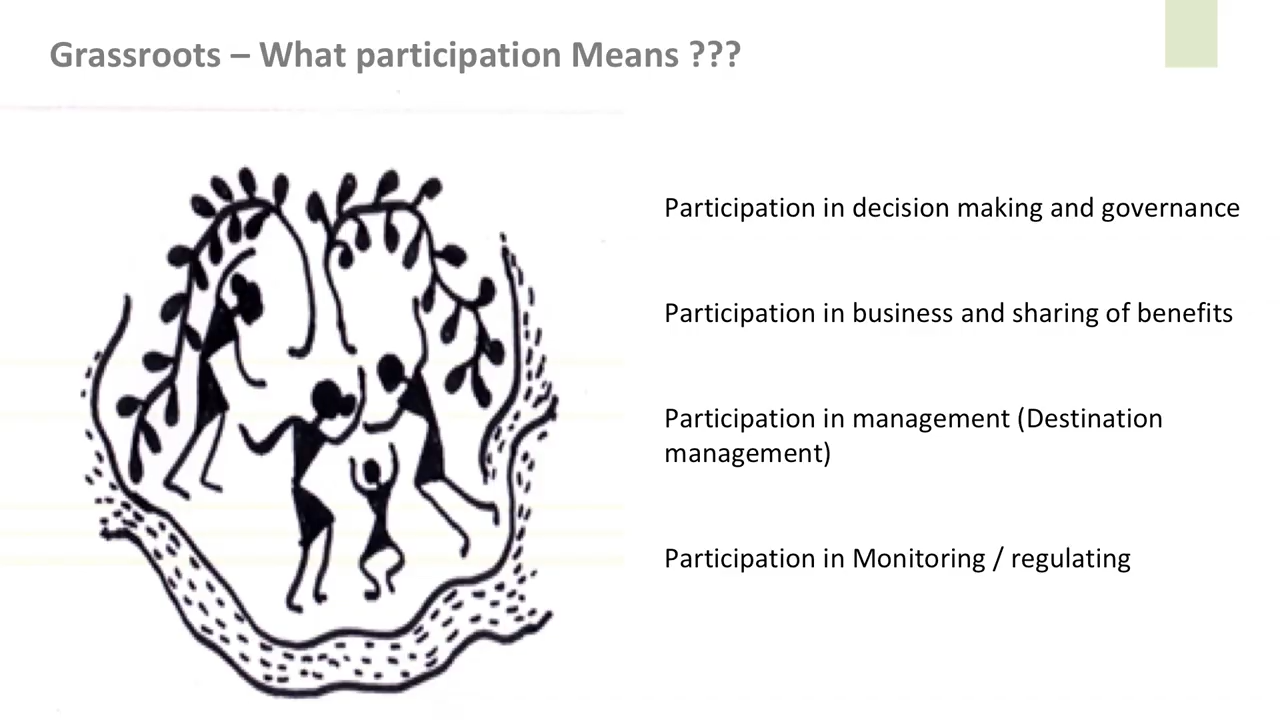 Grassroots – What participation Means ???
Participation in decision making and governance
Participation in business and sharing of benefits
Participation in management (Destination
management)
Participation in Monitoring / regulating